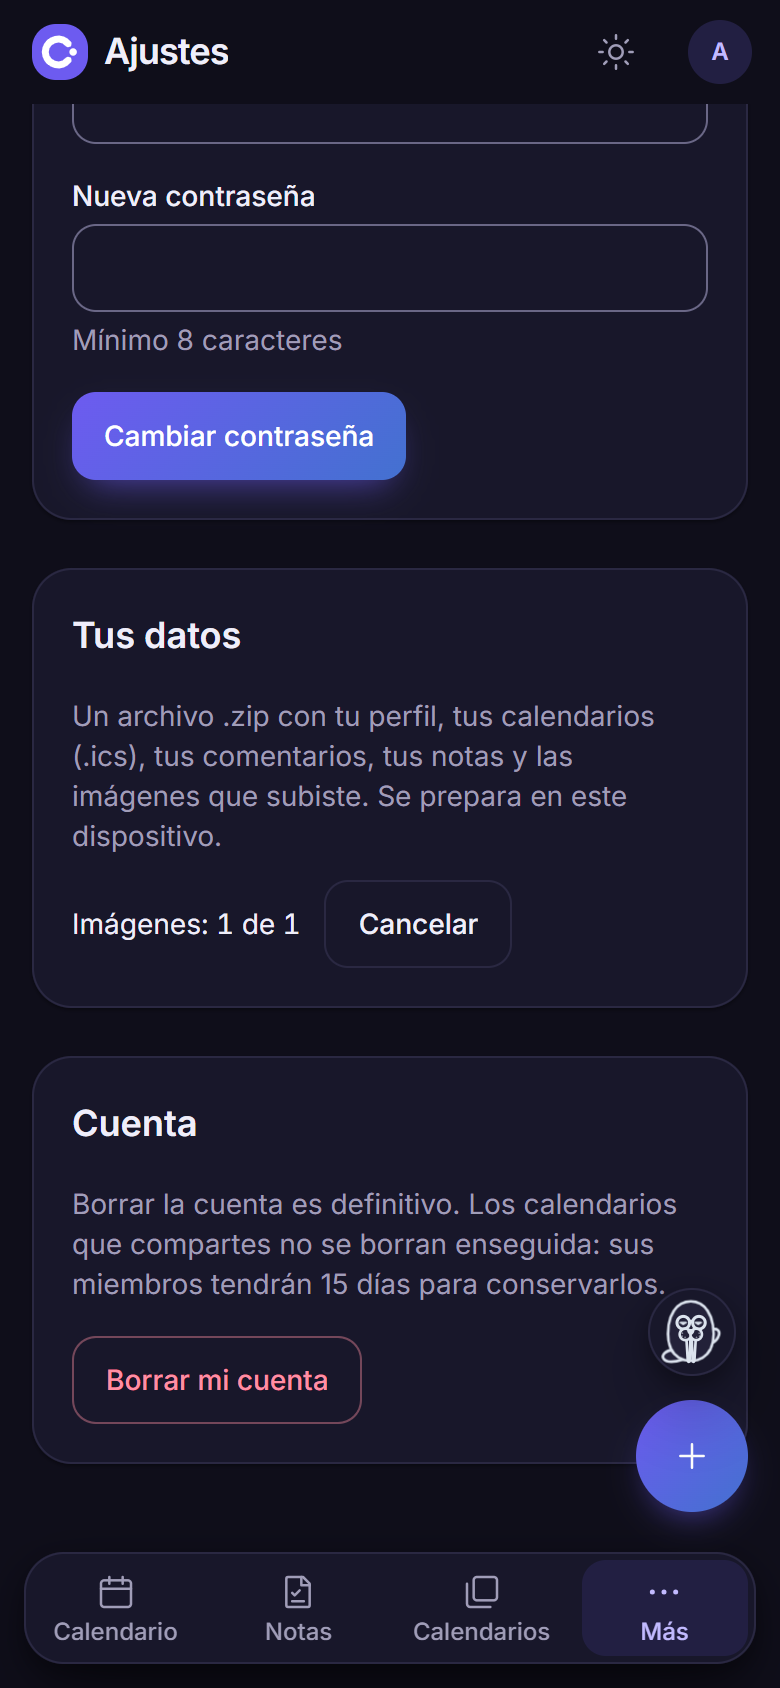 Ajustes
A
Nueva contraseña
Mínimo 8 caracteres
Cambiar contraseña
Tus datos
Un archivo .zip con tu perfil, tus calendarios
(.ics), tus comentarios, tus notas y las
imágenes que subiste. Se prepara en este
dispositivo.
Imágenes: 1 de 1
Cancelar
Cuenta
Borrar la cuenta es definitivo. Los calendarios
que compartes no se borran enseguida: sus
miembros tendrán 15 días para conservarlos.
Borrar mi cuenta
Calendario
Notas
Calendarios
Más